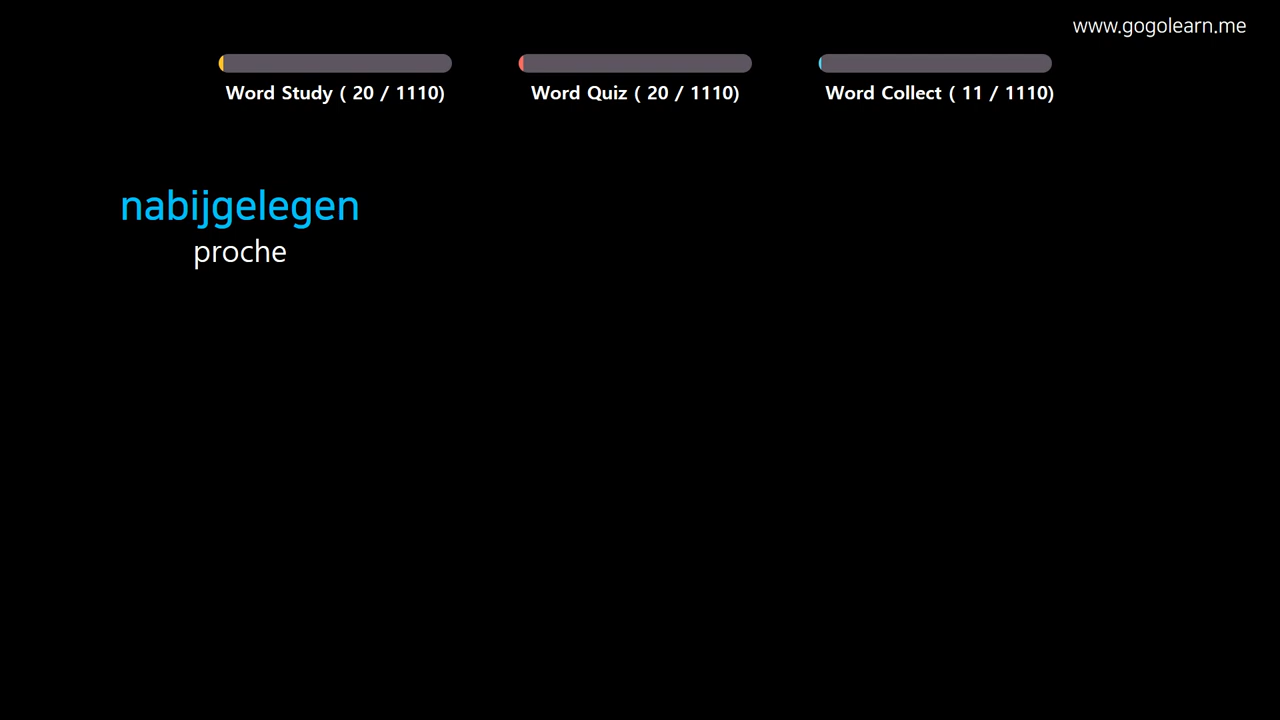 www.gogolearn.me
Word Study ( 20 / 1110)
Word Quiz ( 20 / 1110)
Word Collect ( 11 / 1110)
nabijgelegen
proche